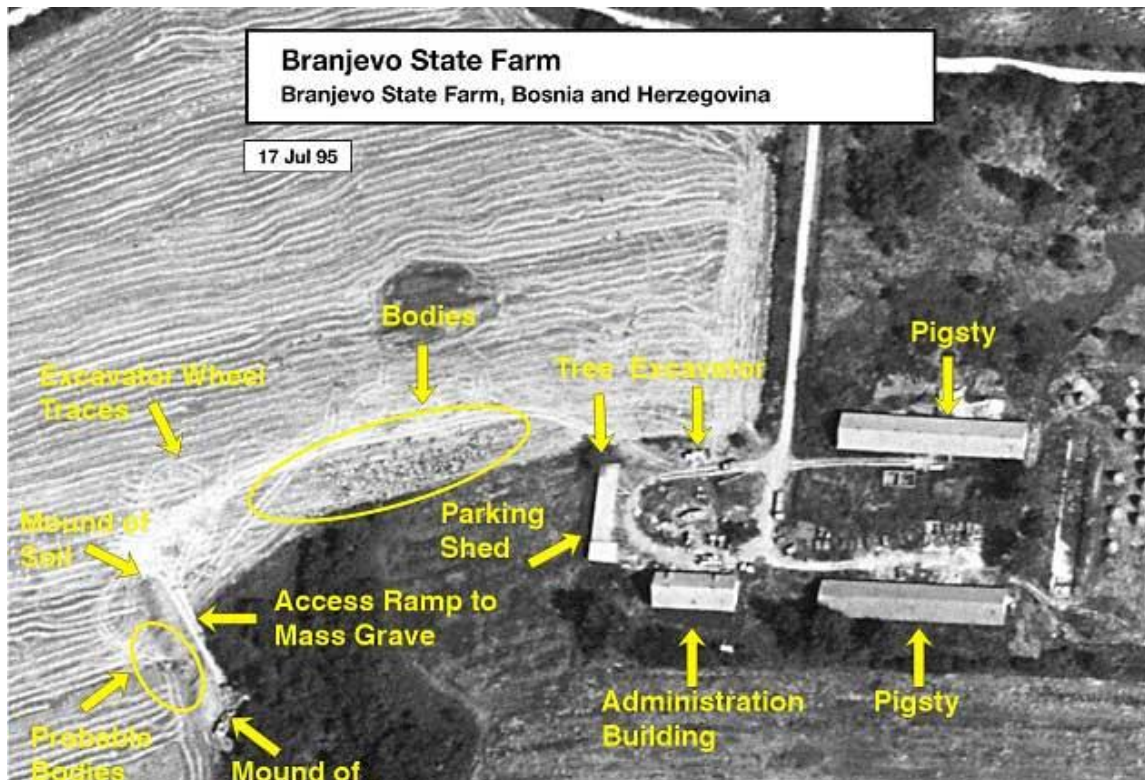 Branjevo State Farm
Branjevo State Farm, Bosnia and Herzegovina
17 Jul 95
Bodies
Pigsty
Excavator Wheel
Traces
Tree Excavator
Mound of
Soil
Parking
Shed
Access Ramp to
Mass Grave
Administration
Building
Pigsty
Probable
Bodies
Mound of